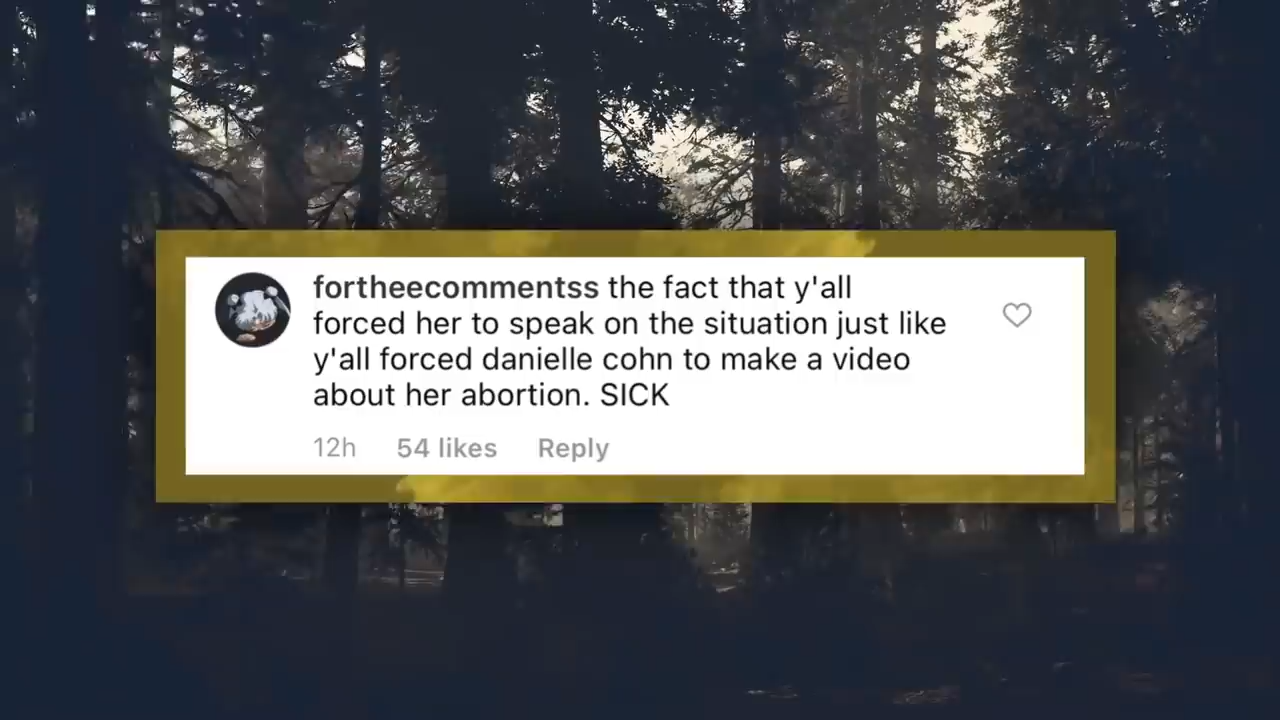 fortheecommentss the fact that y'all
forced her to speak on the situation just like
y'all forced danielle cohn to make a video
about her abortion. SICK
12h 54 likes Reply